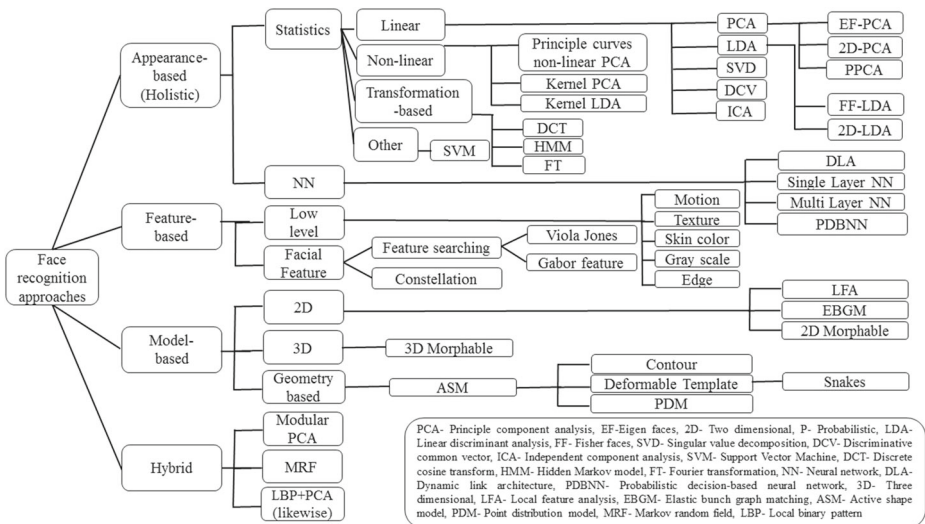 Face
recognition
approaches
Appearance-
based
(Holistic)
Statistics
Linear
PCA
EF-PCA
2D-PCA
PPCA
LDA
FF-LDA
2D-LDA
SVD
DCV
ICA
Non-linear
Principle curves
non-linear PCA
Kernel PCA
Kernel LDA
Transformation
-based
DCT
HMM
FT
Other
SVM
NN
DLA
Single Layer NN
Multi Layer NN
PDBNN
Feature-
based
Low
level
Motion
Texture
Skin color
Gray scale
Edge
Facial
Feature
Feature searching
Viola Jones
Gabor feature
Constellation
Model-
based
2D
LFA
EBGM
2D Morphable
3D
3D Morphable
Geometry
based
ASM
Contour
Deformable Template
Snakes
PDM
Hybrid
Modular
PCA
MRF
LBP+PCA
(likewise)
PCA- Principle component analysis, EF-Eigen faces, 2D- Two dimensional, P- Probabilistic, LDA-
Linear discriminant analysis, FF- Fisher faces, SVD- Singular value decomposition, DCV- Discriminative
common vector, ICA- Independent component analysis, SVM- Support Vector Machine, DCT- Discrete
cosine transform, HMM- Hidden Markov model, FT- Fourier transformation, NN- Neural network, DLA-
Dynamic link architecture, PDBNN- Probabilistic decision-based neural network, 3D- Three
dimensional, LFA- Local feature analysis, EBGM- Elastic bunch graph matching, ASM- Active shape
model, PDM- Point distribution model, MRF- Markov random field, LBP- Local binary pattern